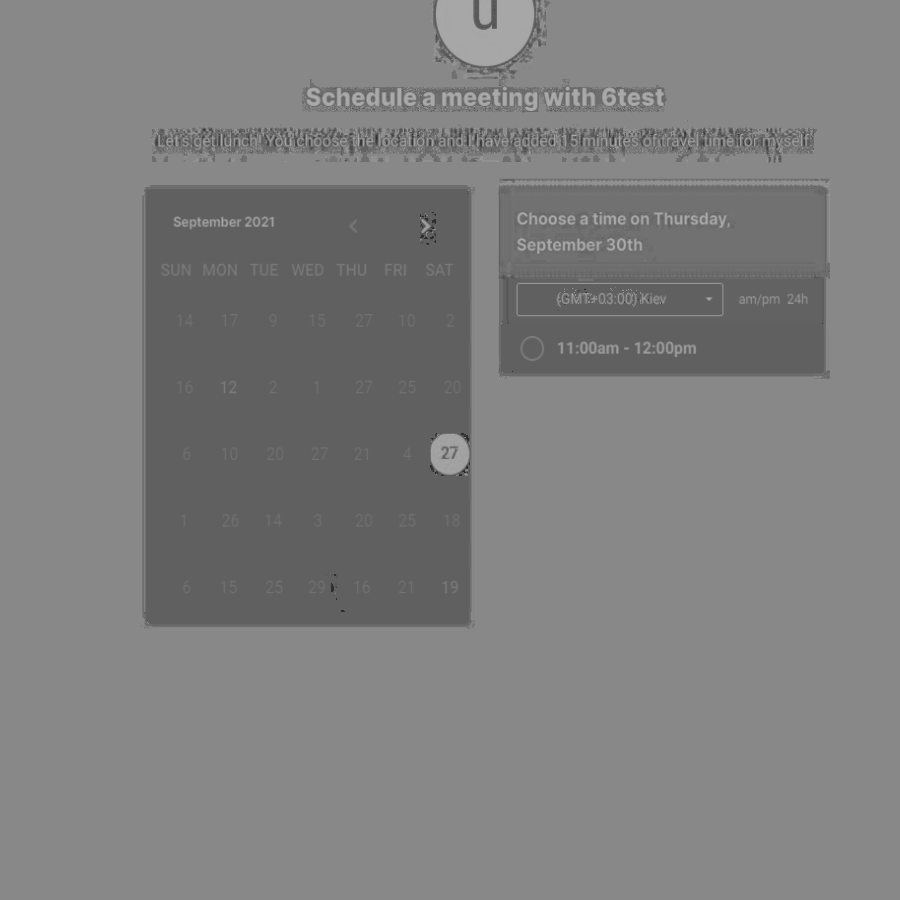 u
Schedule a meeting with 6test
Let's get lunch! You choose the location and I have added 15 minutes of travel time for myself.
September 2021
SUN MON TUE WED THU FRI SAT
14 17 9 15 27 10 2
16 12 2 1 27 25 20
6 10 20 27 21 4 27
1 26 14 3 20 25 18
6 15 25 29 16 21 19
Choose a time on Thursday,
September 30th
(GMT+03:00) Kiev am/pm 24h
11:00am - 12:00pm